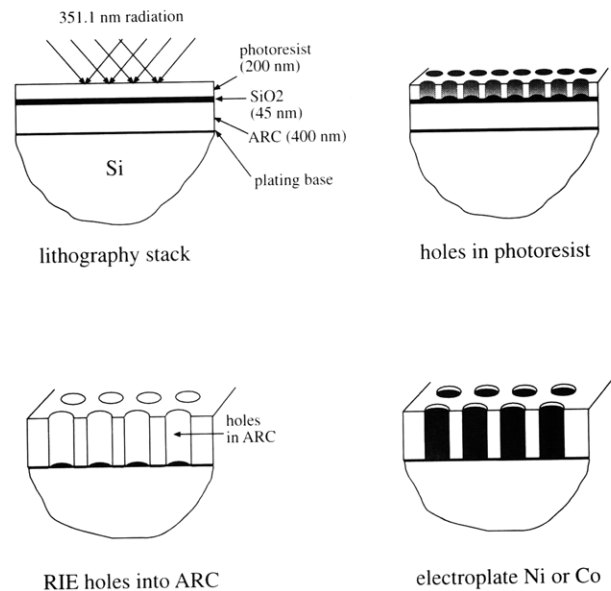 351.1 nm radiation
photoresist
(200 nm)
SiO2
(45 nm)
ARC (400 nm)
Si
plating base
lithography stack
holes in photoresist
holes
in ARC
RIE holes into ARC
electroplate Ni or Co